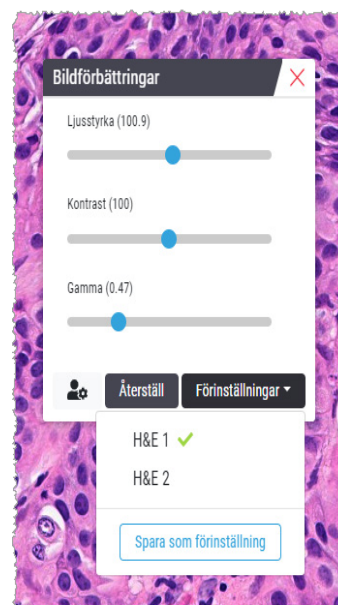 Bildförbättringar
Ljusstyrka (100.9)
Kontrast (100)
Gamma (0.47)
Återställ Förinställningar
H&E 1
H&E 2
Spara som förinställning